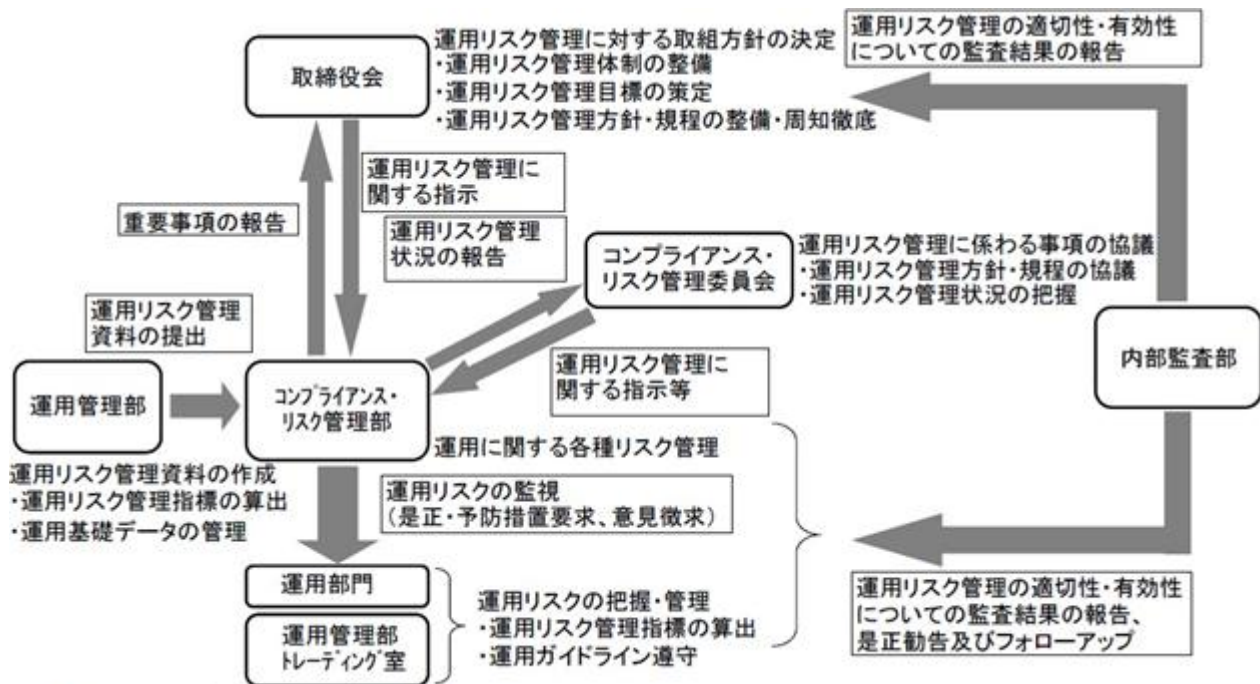 取締役会
運用リスク管理に対する取組方針の決定
・運用リスク管理体制の整備
・運用リスク管理目標の策定
・運用リスク管理方針・規程の整備・周知徹底
運用リスク管理の適切性・有効性
についての監査結果の報告
運用リスク管理に
関する指示
重要事項の報告
運用リスク管理
状況の報告
コンプライアンス・
リスク管理委員会
運用リスク管理に係わる事項の協議
・運用リスク管理方針・規程の協議
・運用リスク管理状況の把握
運用リスク管理
資料の提出
内部監査部
運用管理部
コンプライアンス・
リスク管理部
運用リスク管理に
関する指示等
運用に関する各種リスク管理
運用リスク管理資料の作成
・運用リスク管理指標の算出
・運用基礎データの管理
運用リスクの監視
(是正・予防措置要求、意見徴求)
運用部門
運用管理部
トレーディング室
運用リスクの把握・管理
・運用リスク管理指標の算出
・運用ガイドライン遵守
運用リスク管理の適切性・有効性
についての監査結果の報告、
是正勧告及びフォローアップ